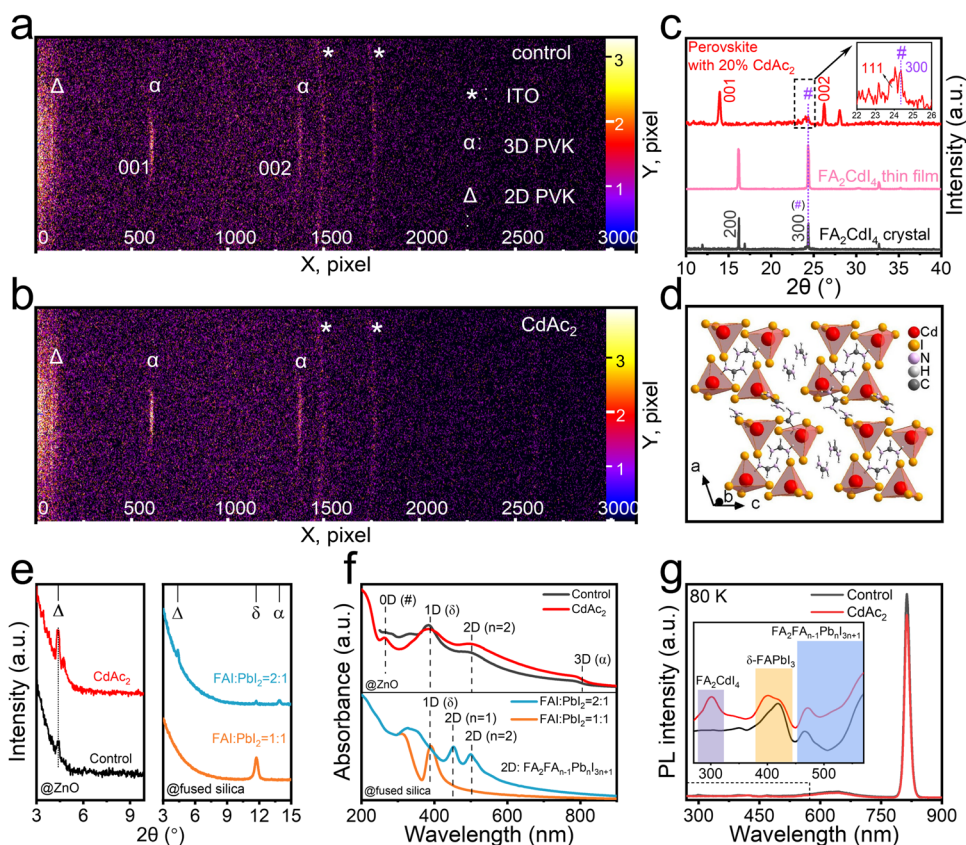 a
control
Δ
α
α
* *
001
002
*: ITO
α: 3D PVK
Δ: 2D PVK
0 500 1000 1500 2000 2500 3000
X, pixel
3
2
1
Y, pixel
b
CdAc₂
Δ
α
α
* *
0 500 1000 1500 2000 2500 3000
X, pixel
3
2
1
Y, pixel
c
Perovskite
with 20% CdAc₂
001
#
002
111
#
300
22 23 24 25 26
FA₂CdI₄ thin film
200
300
(#)
FA₂CdI₄ crystal
10 15 20 25 30 35 40
2θ (°)
Intensity (a.u.)
d
Cd
I
N
H
C
a
b
c
e
Intensity (a.u.)
Δ
CdAc₂
Control
@ZnO
3 6 9
Δ δ α
FAI:PbI₂=2:1
FAI:PbI₂=1:1
@fused silica
3 6 9 12 15
2θ (°)
f
Absorbance (a.u.)
Control
CdAc₂
0D (#)
1D (δ)
2D (n=2)
3D (α)
@ZnO
FAI:PbI₂=2:1
FAI:PbI₂=1:1
1D (δ)
2D (n=1)
2D (n=2)
2D: FA₂FAₙ₋₁PbₙI₃ₙ₊₁
@fused silica
200 400 600 800
Wavelength (nm)
g
PL intensity (a.u.)
80 K
Control
CdAc₂
FA₂FAₙ₋₁PbₙI₃ₙ₊₁
δ-FAPbI₃
FA₂CdI₄
300 400 500
300 450 600 750 900
Wavelength (nm)